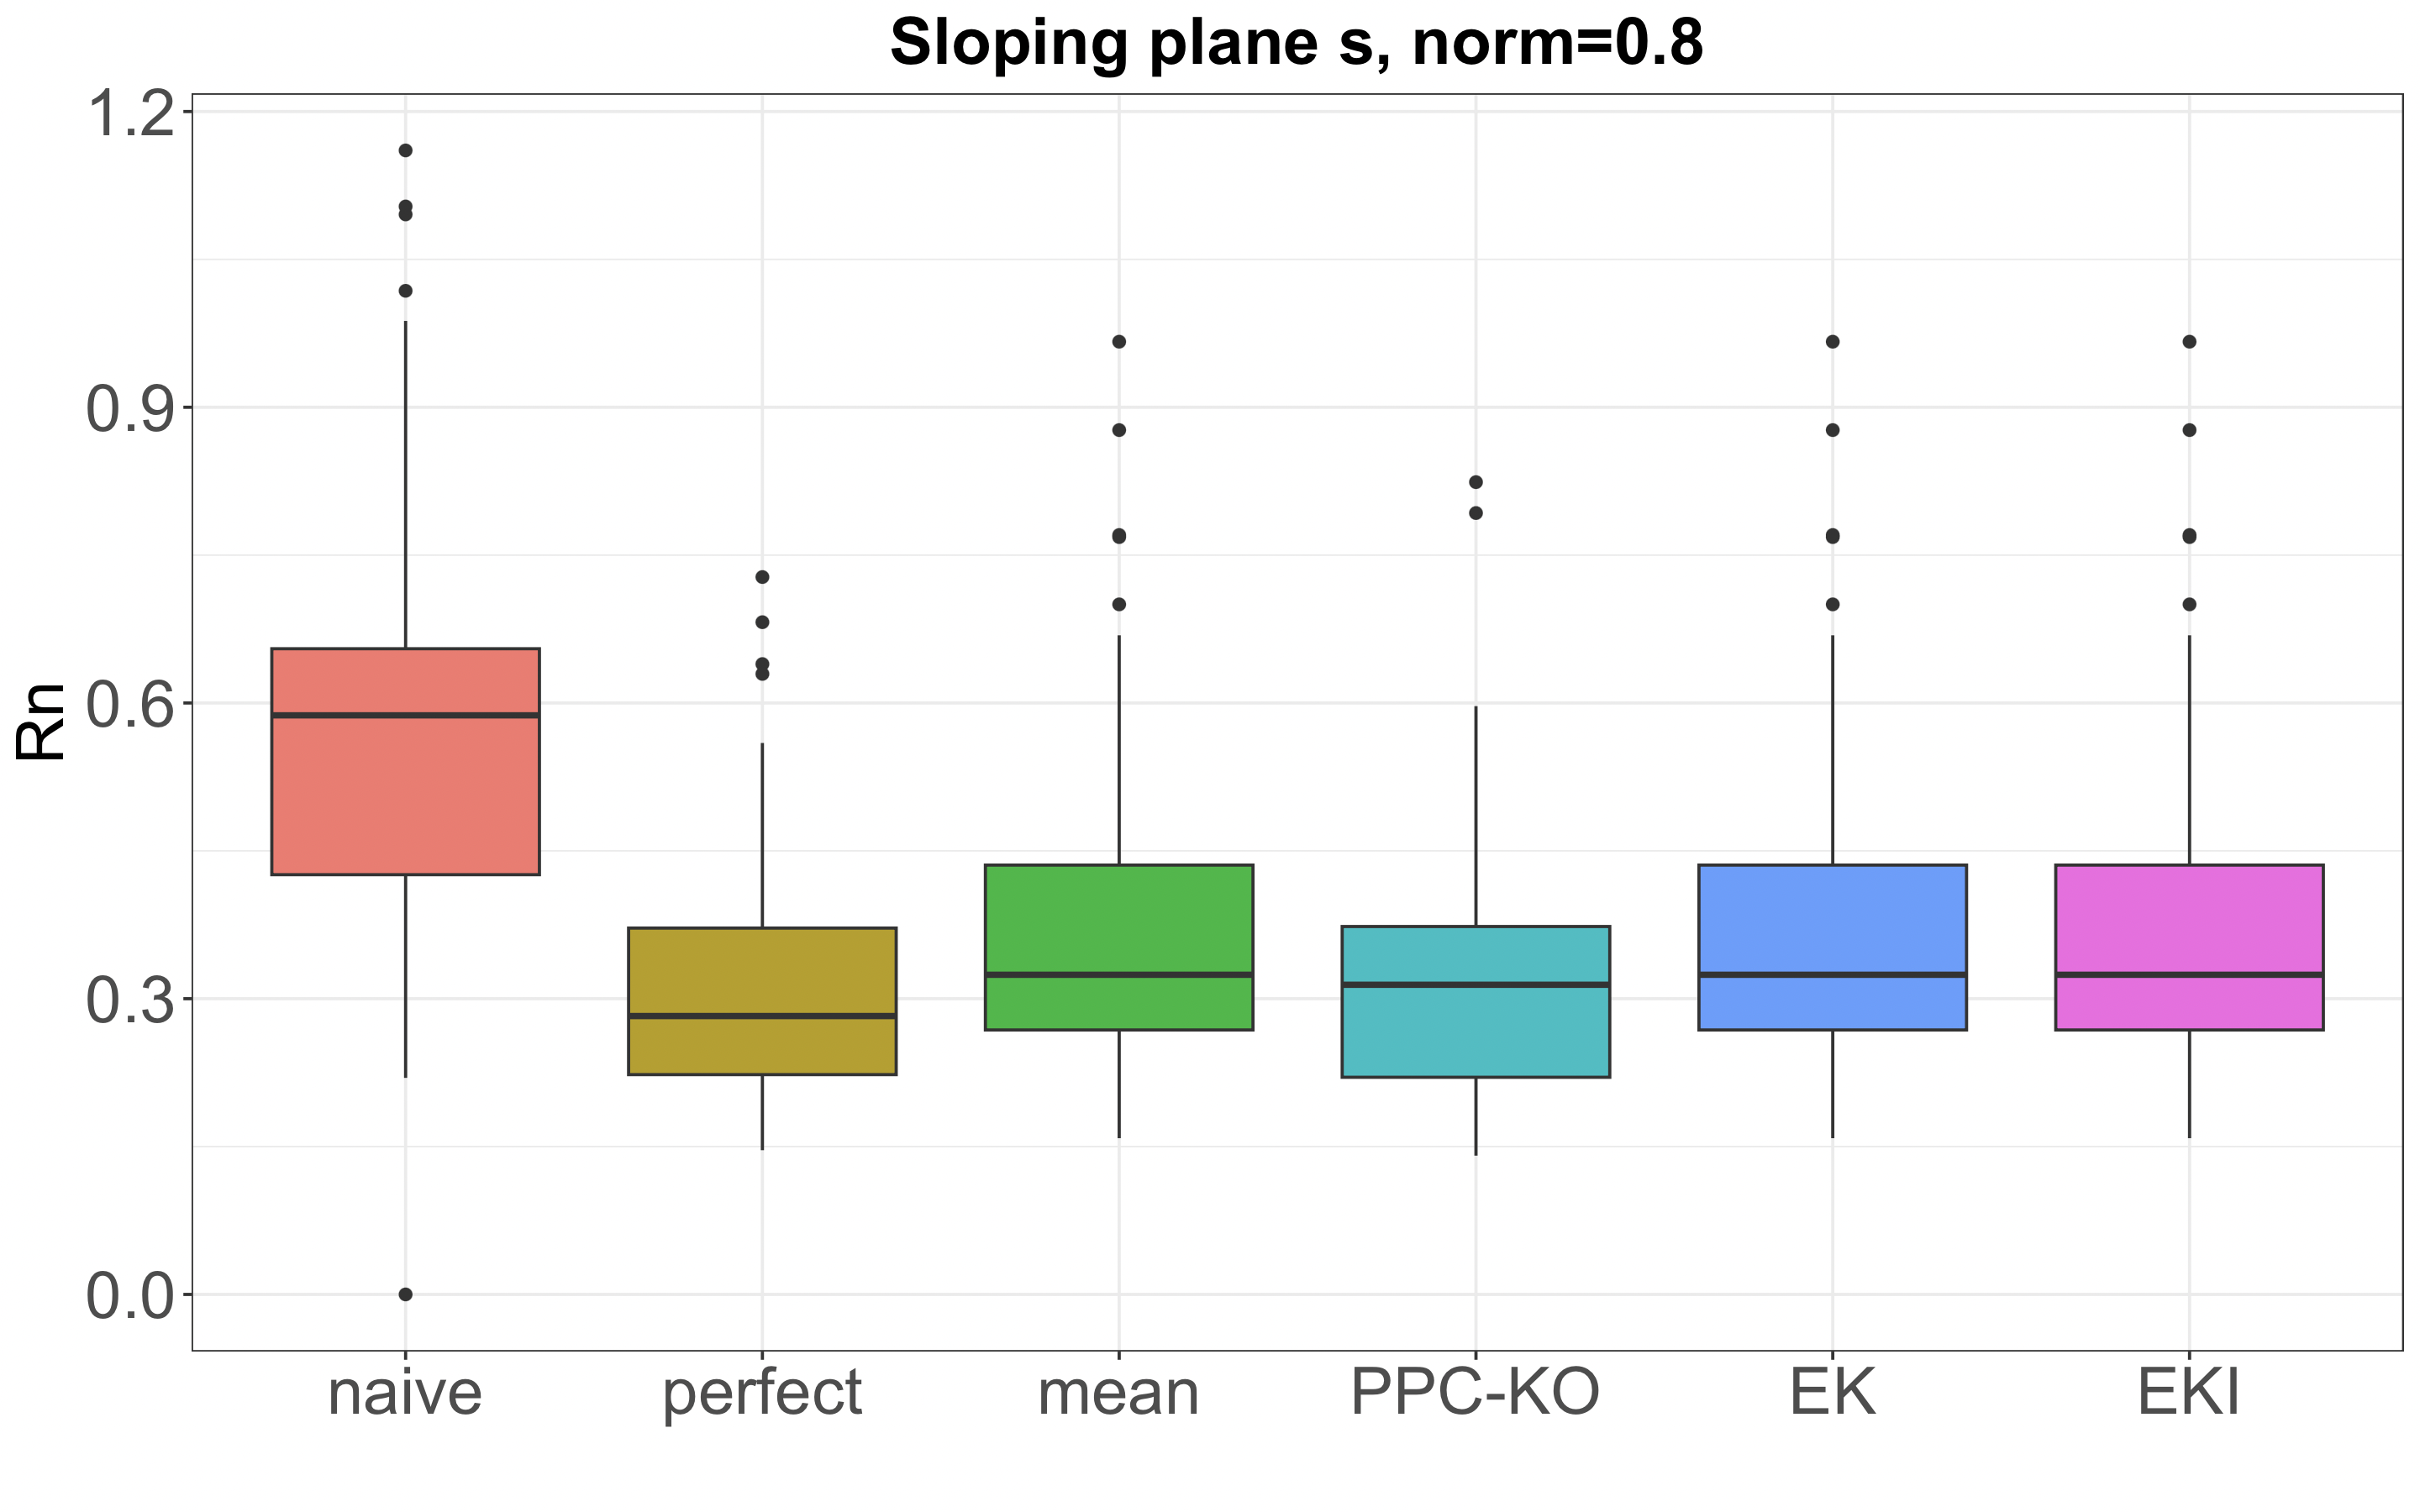 Sloping plane s, norm=0.8
1.2
0.9
0.6
0.3
0.0
Rn
naive perfect mean PPC-KO EK EKI